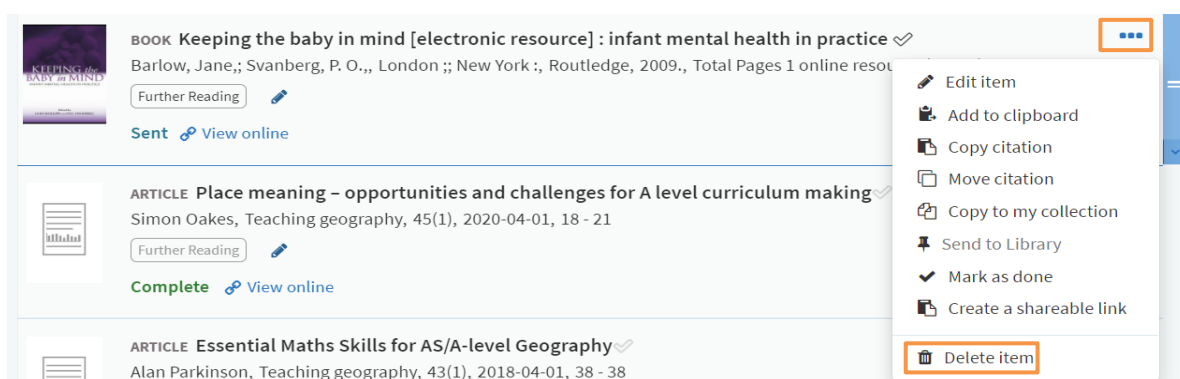 KEEPING the
BABY in MIND
BOOK Keeping the baby in mind [electronic resource] : infant mental health in practice
Barlow, Jane,; Svanberg, P. O.,, London ;; New York :, Routledge, 2009., Total Pages 1 online resou
Further Reading
Sent View online
ARTICLE Place meaning – opportunities and challenges for A level curriculum making
Simon Oakes, Teaching geography, 45(1), 2020-04-01, 18 - 21
Further Reading
Complete View online
ARTICLE Essential Maths Skills for AS/A-level Geography
Alan Parkinson, Teaching geography, 43(1), 2018-04-01, 38 - 38
Edit item
Add to clipboard
Copy citation
Move citation
Copy to my collection
Send to Library
Mark as done
Create a shareable link
Delete item